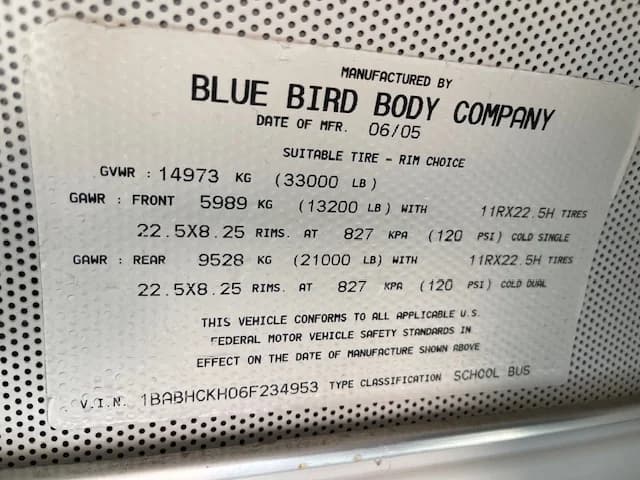 MANUFACTURED BY
BLUE BIRD BODY COMPANY
DATE OF MFR. 06/05
SUITABLE TIRE - RIM CHOICE
GVWR : 14973 KG (33000 LB)
GAWR : FRONT 5989 KG (13200 LB) WITH 11RX22.5H TIRES
22.5X8.25 RIMS. AT 827 KPA (120 PSI) COLD SINGLE
GAWR : REAR 9528 KG (21000 LB) WITH 11RX22.5H TIRES
22.5X8.25 RIMS. AT 827 KPA (120 PSI) COLD DUAL
THIS VEHICLE CONFORMS TO ALL APPLICABLE U.S.
FEDERAL MOTOR VEHICLE SAFETY STANDARDS IN
EFFECT ON THE DATE OF MANUFACTURE SHOWN ABOVE
V.I.N. 1BABHCKH06F234953 TYPE CLASSIFICATION SCHOOL BUS